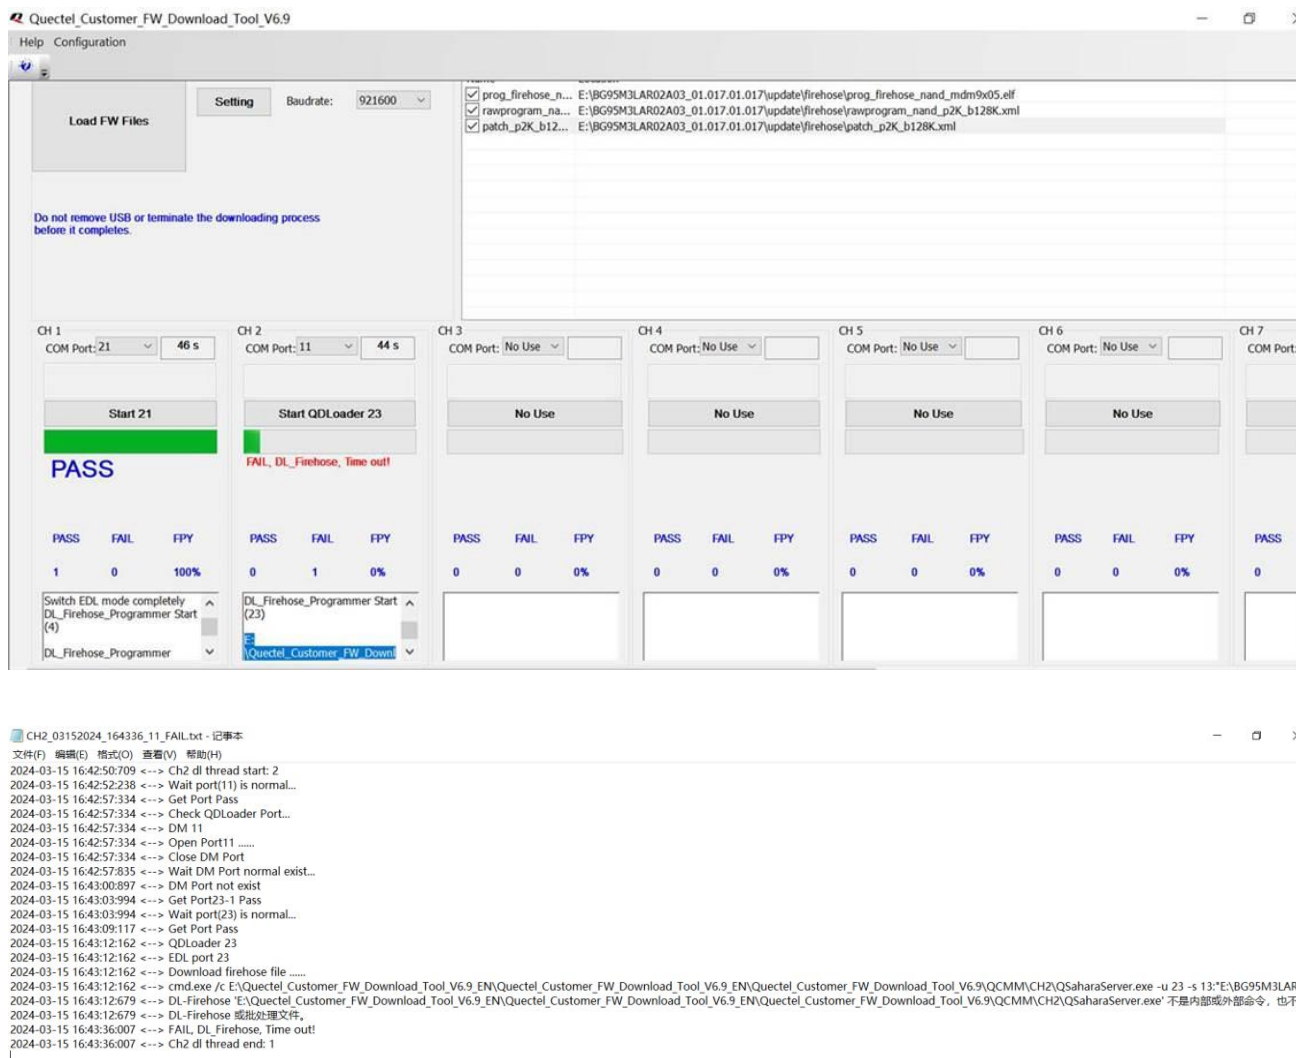 Quectel_Customer_FW_Download_Tool_V6.9
Help Configuration
Load FW Files
Setting
Baudrate: 921600
prog_firehose_n... E:\BG95M3LAR02A03_01.017.01.017\update\firehose\prog_firehose_nand_mdm9x05.elf
rawprogram_na... E:\BG95M3LAR02A03_01.017.01.017\update\firehose\rawprogram_nand_p2K_b128K.xml
patch_p2K_b12... E:\BG95M3LAR02A03_01.017.01.017\update\firehose\patch_p2K_b128K.xml
Do not remove USB or terminate the downloading process
before it completes.
CH 1 CH 2 CH 3 CH 4 CH 5 CH 6 CH 7
COM Port: 21 46 s COM Port: 11 44 s COM Port: No Use COM Port: No Use COM Port: No Use COM Port: No Use COM Port:
Start 21 Start QDLoader 23 No Use No Use No Use No Use
PASS FAIL, DL_Firehose, Time out!
PASS FAIL FPY PASS FAIL FPY PASS FAIL FPY PASS FAIL FPY PASS FAIL FPY PASS FAIL FPY PASS
1 0 100% 0 1 0% 0 0 0% 0 0 0% 0 0 0% 0 0 0% 0
Switch EDL mode completely
DL_Firehose_Programmer Start
(4)
DL_Firehose_Programmer
DL_Firehose_Programmer Start
(23)
E:
\Quectel_Customer_FW_Downl
CH2_03152024_164336_11_FAIL.txt - 记事本
文件(F) 编辑(E) 格式(O) 查看(V) 帮助(H)
2024-03-15 16:42:50:709 <--> Ch2 dl thread start: 2
2024-03-15 16:42:52:238 <--> Wait port(11) is normal...
2024-03-15 16:42:57:334 <--> Get Port Pass
2024-03-15 16:42:57:334 <--> Check QDLoader Port...
2024-03-15 16:42:57:334 <--> DM 11
2024-03-15 16:42:57:334 <--> Open Port11 ......
2024-03-15 16:42:57:334 <--> Close DM Port
2024-03-15 16:42:57:835 <--> Wait DM Port normal exist...
2024-03-15 16:43:00:897 <--> DM Port not exist
2024-03-15 16:43:03:994 <--> Get Port23-1 Pass
2024-03-15 16:43:03:994 <--> Wait port(23) is normal...
2024-03-15 16:43:09:117 <--> Get Port Pass
2024-03-15 16:43:12:162 <--> QDLoader 23
2024-03-15 16:43:12:162 <--> EDL port 23
2024-03-15 16:43:12:162 <--> Download firehose file ......
2024-03-15 16:43:12:162 <--> cmd.exe /c E:\Quectel_Customer_FW_Download_Tool_V6.9_EN\Quectel_Customer_FW_Download_Tool_V6.9_EN\Quectel_Customer_FW_Download_Tool_V6.9\QCMM\CH2\QSaharaServer.exe -u 23 -s 13:"E:\BG95M3LAR
2024-03-15 16:43:12:679 <--> DL-Firehose 'E:\Quectel_Customer_FW_Download_Tool_V6.9_EN\Quectel_Customer_FW_Download_Tool_V6.9_EN\Quectel_Customer_FW_Download_Tool_V6.9\QCMM\CH2\QSaharaServer.exe' 不是内部或外部命令，也不
2024-03-15 16:43:12:679 <--> DL-Firehose 或批处理文件。
2024-03-15 16:43:36:007 <--> FAIL, DL_Firehose, Time out!
2024-03-15 16:43:36:007 <--> Ch2 dl thread end: 1